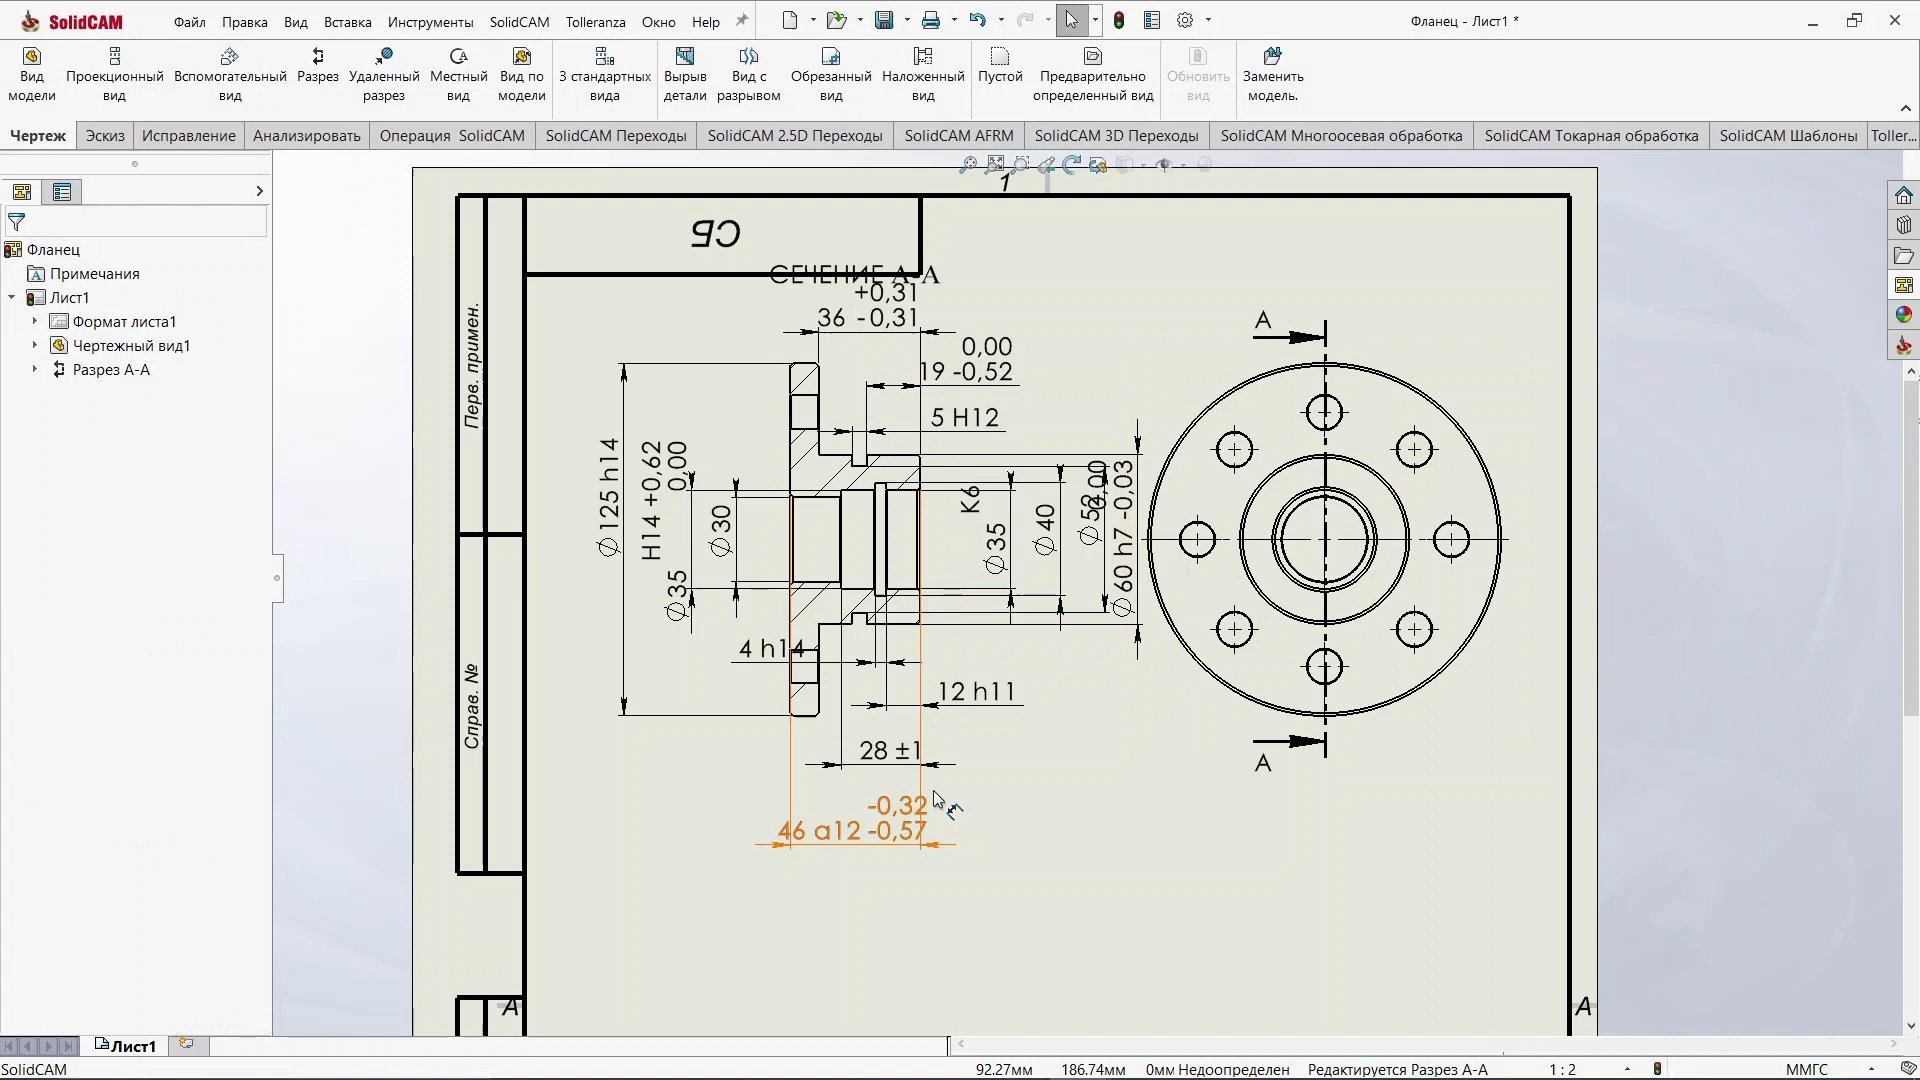 SolidCAM
Файл Правка Вид Вставка Инструменты SolidCAM Tolleranza Окно Help
Фланец - Лист1 *
Вид модели
Проекционный вид
Вспомогательный вид
Разрез
Удаленный разрез
Местный вид
Вид по модели
3 стандартных вида
Вырыв детали
Вид с разрывом
Обрезанный вид
Наложенный вид
Пустой
Предварительно определенный вид
Обновить вид
Заменить модель.
Чертеж Эскиз Исправление Анализировать Операция SolidCAM SolidCAM Переходы SolidCAM 2.5D Переходы SolidCAM AFRM SolidCAM 3D Переходы SolidCAM Многоосевая обработка SolidCAM Токарная обработка SolidCAM Шаблоны Toller...
Фланец
Примечания
Лист1
Формат листа1
Чертежный вид1
Разрез A-A
1
СБ
СЕЧЕНИЕ A-A
+0,31
36 -0,31
0,00
19 -0,52
5 H12
Перв. примен.
Справ. №
∅125 h14
H14 +0,62
0,00
∅35
∅30
K6
∅35
∅40
∅52
0,00
∅60 h7 -0,03
4 h14
12 h11
28 ±1
-0,32
46 a12 -0,57
A
A
A
A
Лист1
SolidCAM
92.27мм 186.74мм 0мм Недоопределен Редактируется Разрез A-A 1 : 2 ММГС